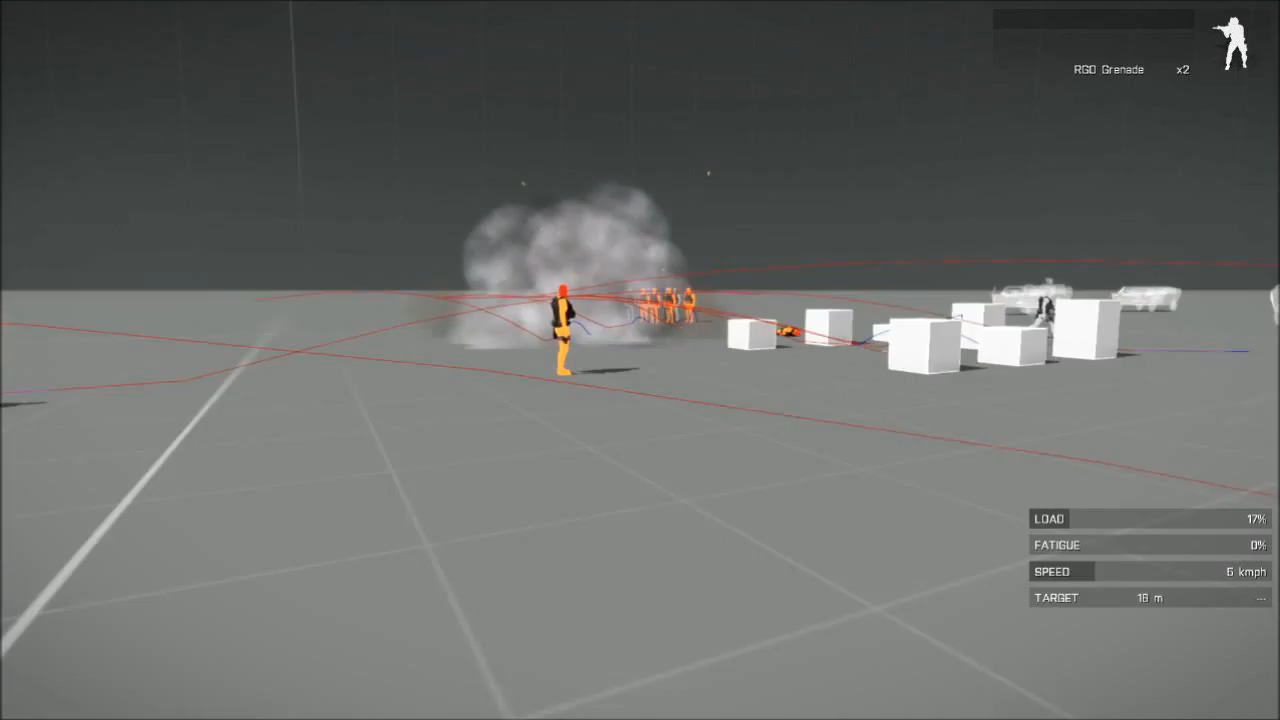 RGO Grenade x2
LOAD 17%
FATIGUE 0%
SPEED 6 kmph
TARGET 18 m ---